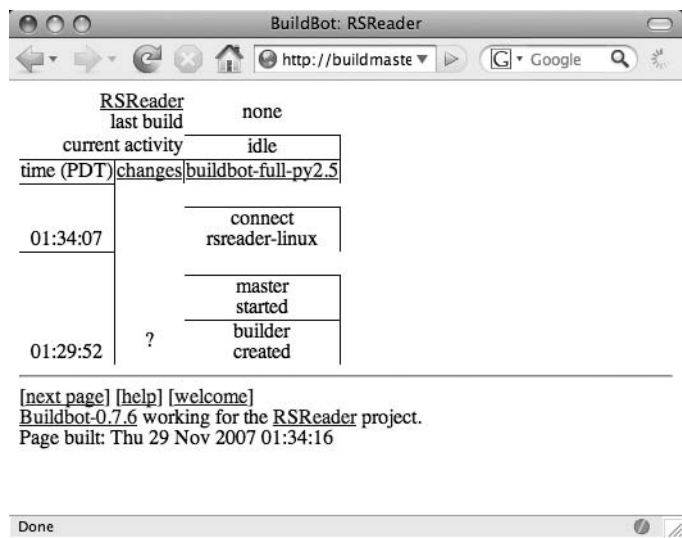 BuildBot: RSReader
http://buildmaste
G Google
RSReader
last build
none
current activity
idle
time (PDT) changes buildbot-full-py2.5
connect
01:34:07 rsreader-linux
master
started
builder
?
01:29:52 created
[next page] [help] [welcome]
Buildbot-0.7.6 working for the RSReader project.
Page built: Thu 29 Nov 2007 01:34:16
Done